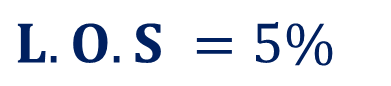 L. O. S = 5%